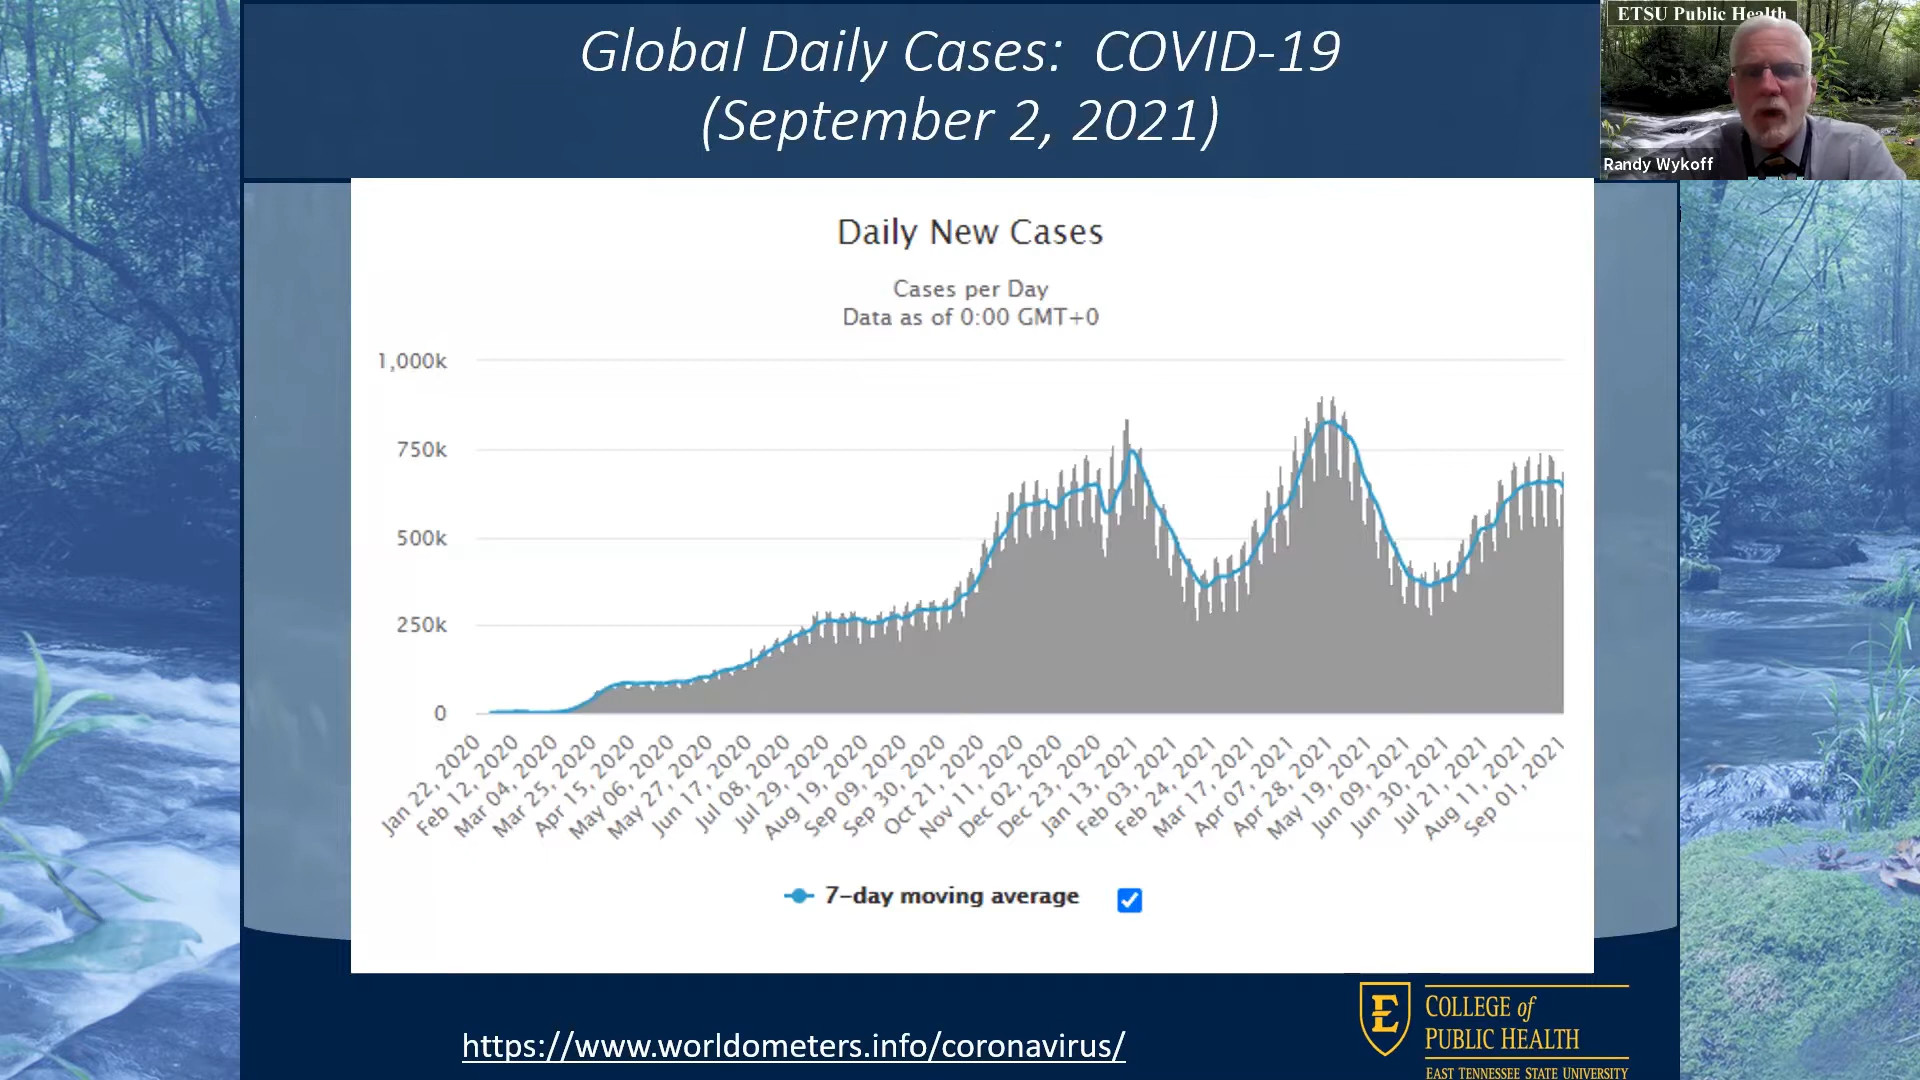 Global Daily Cases:  COVID-19
(September 2, 2021)
ETSU Public Health
Randy Wykoff
Daily New Cases
Cases per Day
Data as of 0:00 GMT+0
1,000k
750k
500k
250k
0
Jan 22, 2020
Feb 12, 2020
Mar 04, 2020
Mar 25, 2020
Apr 15, 2020
May 06, 2020
May 27, 2020
Jun 17, 2020
Jul 08, 2020
Jul 29, 2020
Aug 19, 2020
Sep 09, 2020
Sep 30, 2020
Oct 21, 2020
Nov 11, 2020
Dec 02, 2020
Dec 23, 2020
Jan 13, 2021
Feb 03, 2021
Feb 24, 2021
Mar 17, 2021
Apr 07, 2021
Apr 28, 2021
May 19, 2021
Jun 09, 2021
Jun 30, 2021
Jul 21, 2021
Aug 11, 2021
Sep 01, 2021
7-day moving average
https://www.worldometers.info/coronavirus/
E
COLLEGE of
PUBLIC HEALTH
EAST TENNESSEE STATE UNIVERSITY